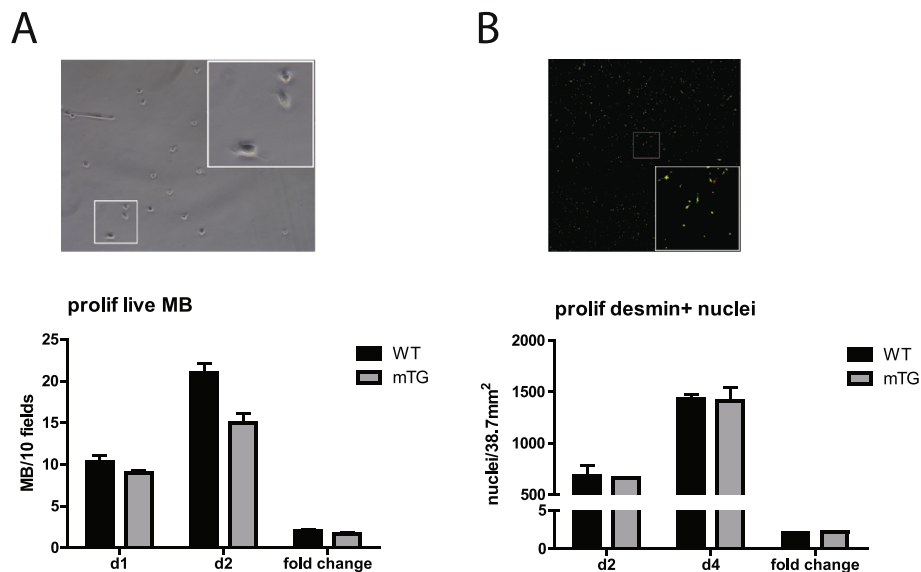 A
B
prolif live MB
MB/10 fields
25
20
15
10
5
0
d1
d2
fold change
WT
mTG
prolif desmin+ nuclei
nuclei/38.7mm²
2000
1500
1000
500
5
0
d2
d4
fold change
WT
mTG